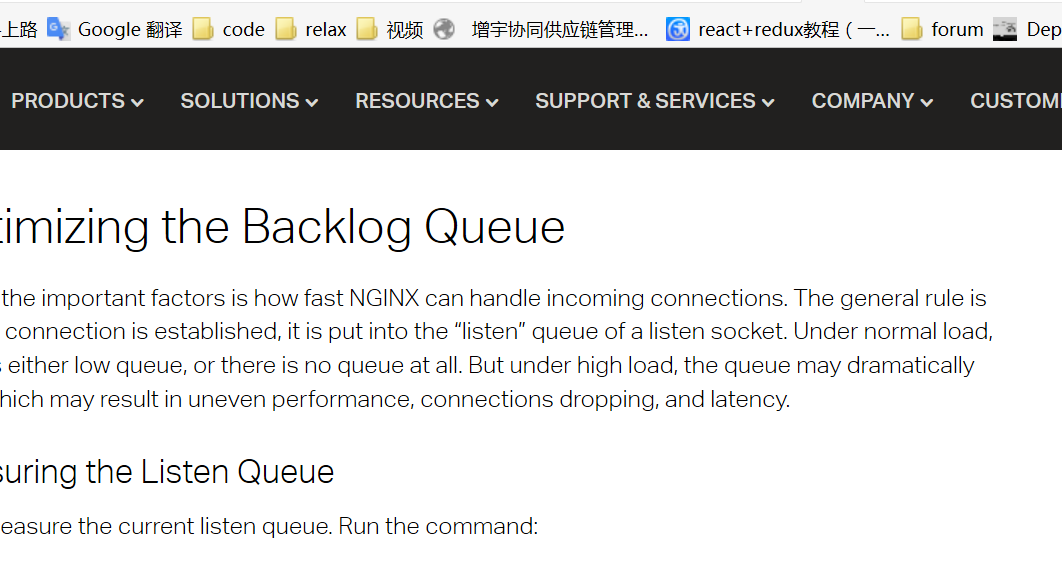 上路 Google 翻译 code relax 视频 增宇协同供应链管理... react+redux教程（一... forum Dep
PRODUCTS SOLUTIONS RESOURCES SUPPORT & SERVICES COMPANY CUSTOM
timizing the Backlog Queue
the important factors is how fast NGINX can handle incoming connections. The general rule is
connection is established, it is put into the “listen” queue of a listen socket. Under normal load,
s either low queue, or there is no queue at all. But under high load, the queue may dramatically
hich may result in uneven performance, connections dropping, and latency.
suring the Listen Queue
easure the current listen queue. Run the command: